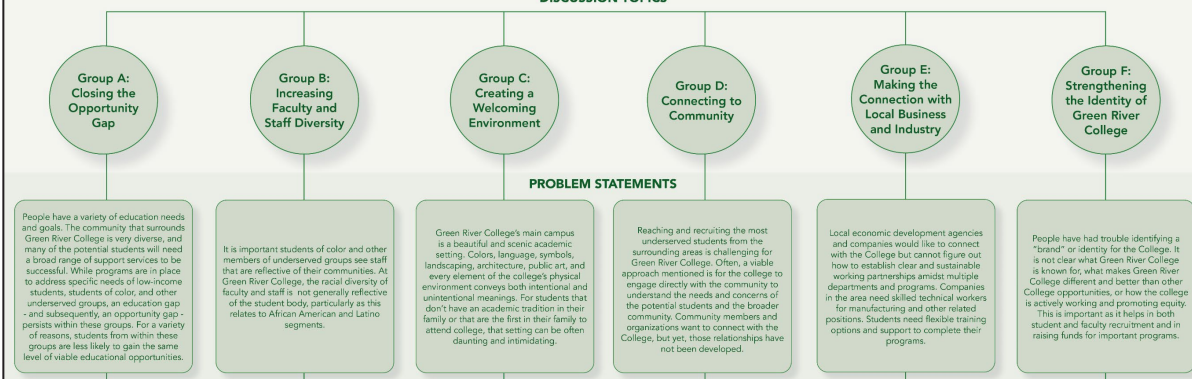 DISCUSSION TOPICS
Group A:
Closing the
Opportunity
Gap
Group B:
Increasing
Faculty and
Staff Diversity
Group C:
Creating a
Welcoming
Environment
Group D:
Connecting to
Community
Group E:
Making the
Connection with
Local Business
and Industry
Group F:
Strengthening
the Identity of
Green River
College
PROBLEM STATEMENTS
People have a variety of education needs
and goals. The community that surrounds
Green River College is very diverse, and
many of the potential students will need
a broad range of support services to be
successful. While programs are in place
to address specific needs of low-income
students, students of color, and other
underserved groups, an education gap
- and subsequently, an opportunity gap -
persists within these groups. For a variety
of reasons, students from within these
groups are less likely to gain the same
level of viable educational opportunities.
It is important students of color and other
members of underserved groups see staff
that are reflective of their communities. At
Green River College, the racial diversity of
faculty and staff is not generally reflective
of the student body, particularly as this
relates to African American and Latino
segments.
Green River College's main campus
is a beautiful and scenic academic
setting. Colors, language, symbols,
landscaping, architecture, public art, and
every element of the college's physical
environment conveys both intentional and
unintentional meanings. For students that
don't have an academic tradition in their
family or that are the first in their family to
attend college, that setting can be often
daunting and intimidating.
Reaching and recruiting the most
underserved students from the
surrounding areas is challenging for
Green River College. Often, a viable
approach mentioned is for the college to
engage directly with the community to
understand the needs and concerns of
the potential students and the broader
community. Community members and
organizations want to connect with the
College, but yet, those relationships have
not been developed.
Local economic development agencies
and companies would like to connect
with the College but cannot figure out
how to establish clear and sustainable
working partnerships amidst multiple
departments and programs. Companies
in the area need skilled technical workers
for manufacturing and other related
positions. Students need flexible training
options and support to complete their
programs.
People have had trouble identifying a
"brand" or identity for the College. It
is not clear what Green River College
is known for, what makes Green River
College different and better than other
College opportunities, or how the college
is actively working and promoting equity.
This is important as it helps in both
student and faculty recruitment and in
raising funds for important programs.